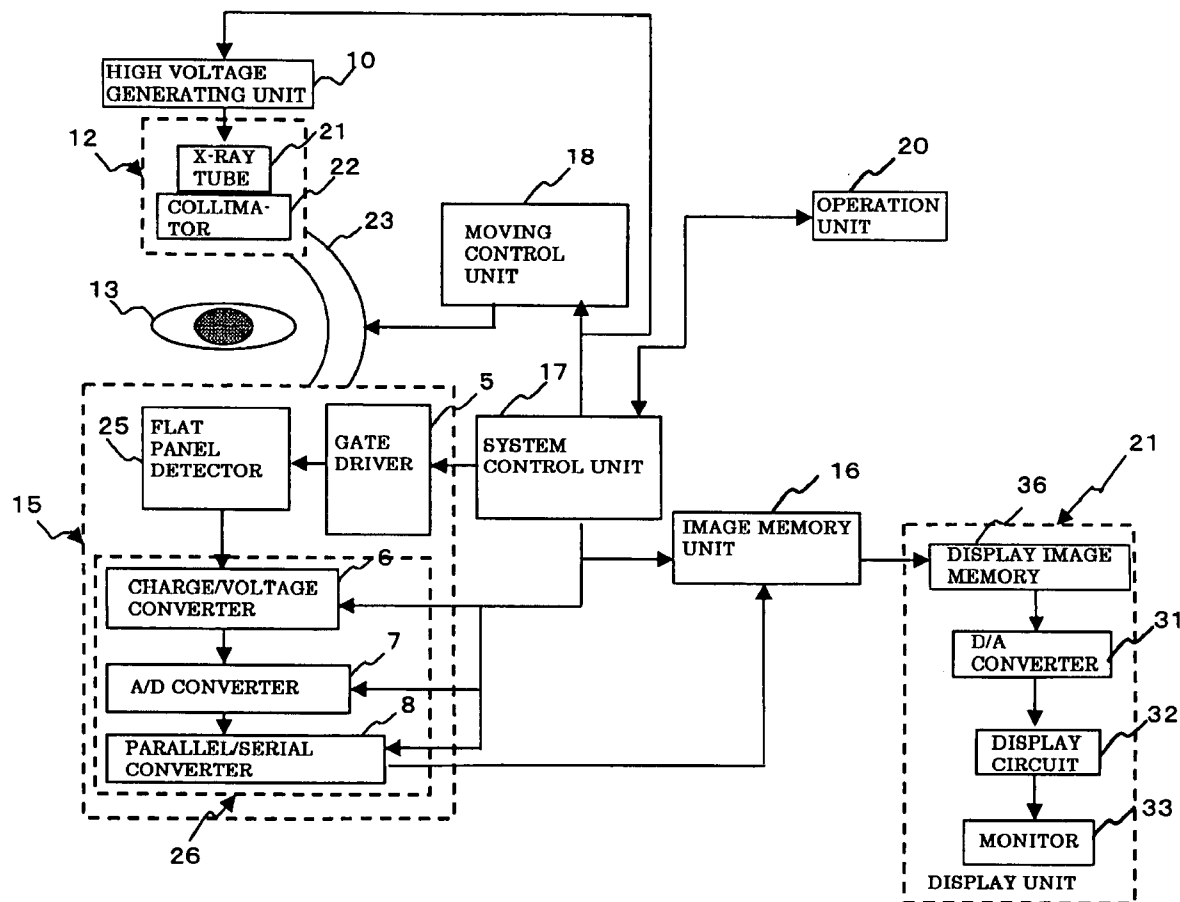 10
HIGH VOLTAGE
GENERATING UNIT
12
21
X-RAY
TUBE
22
COLLIMA-
TOR
23
18
MOVING
CONTROL
UNIT
20
OPERATION
UNIT
13
5
17
25
FLAT
PANEL
DETECTOR
GATE
DRIVER
SYSTEM
CONTROL UNIT
15
16
IMAGE MEMORY
UNIT
36
21
DISPLAY IMAGE
MEMORY
6
CHARGE/VOLTAGE
CONVERTER
31
D/A
CONVERTER
7
A/D CONVERTER
8
PARALLEL/SERIAL
CONVERTER
32
DISPLAY
CIRCUIT
26
33
MONITOR
DISPLAY UNIT